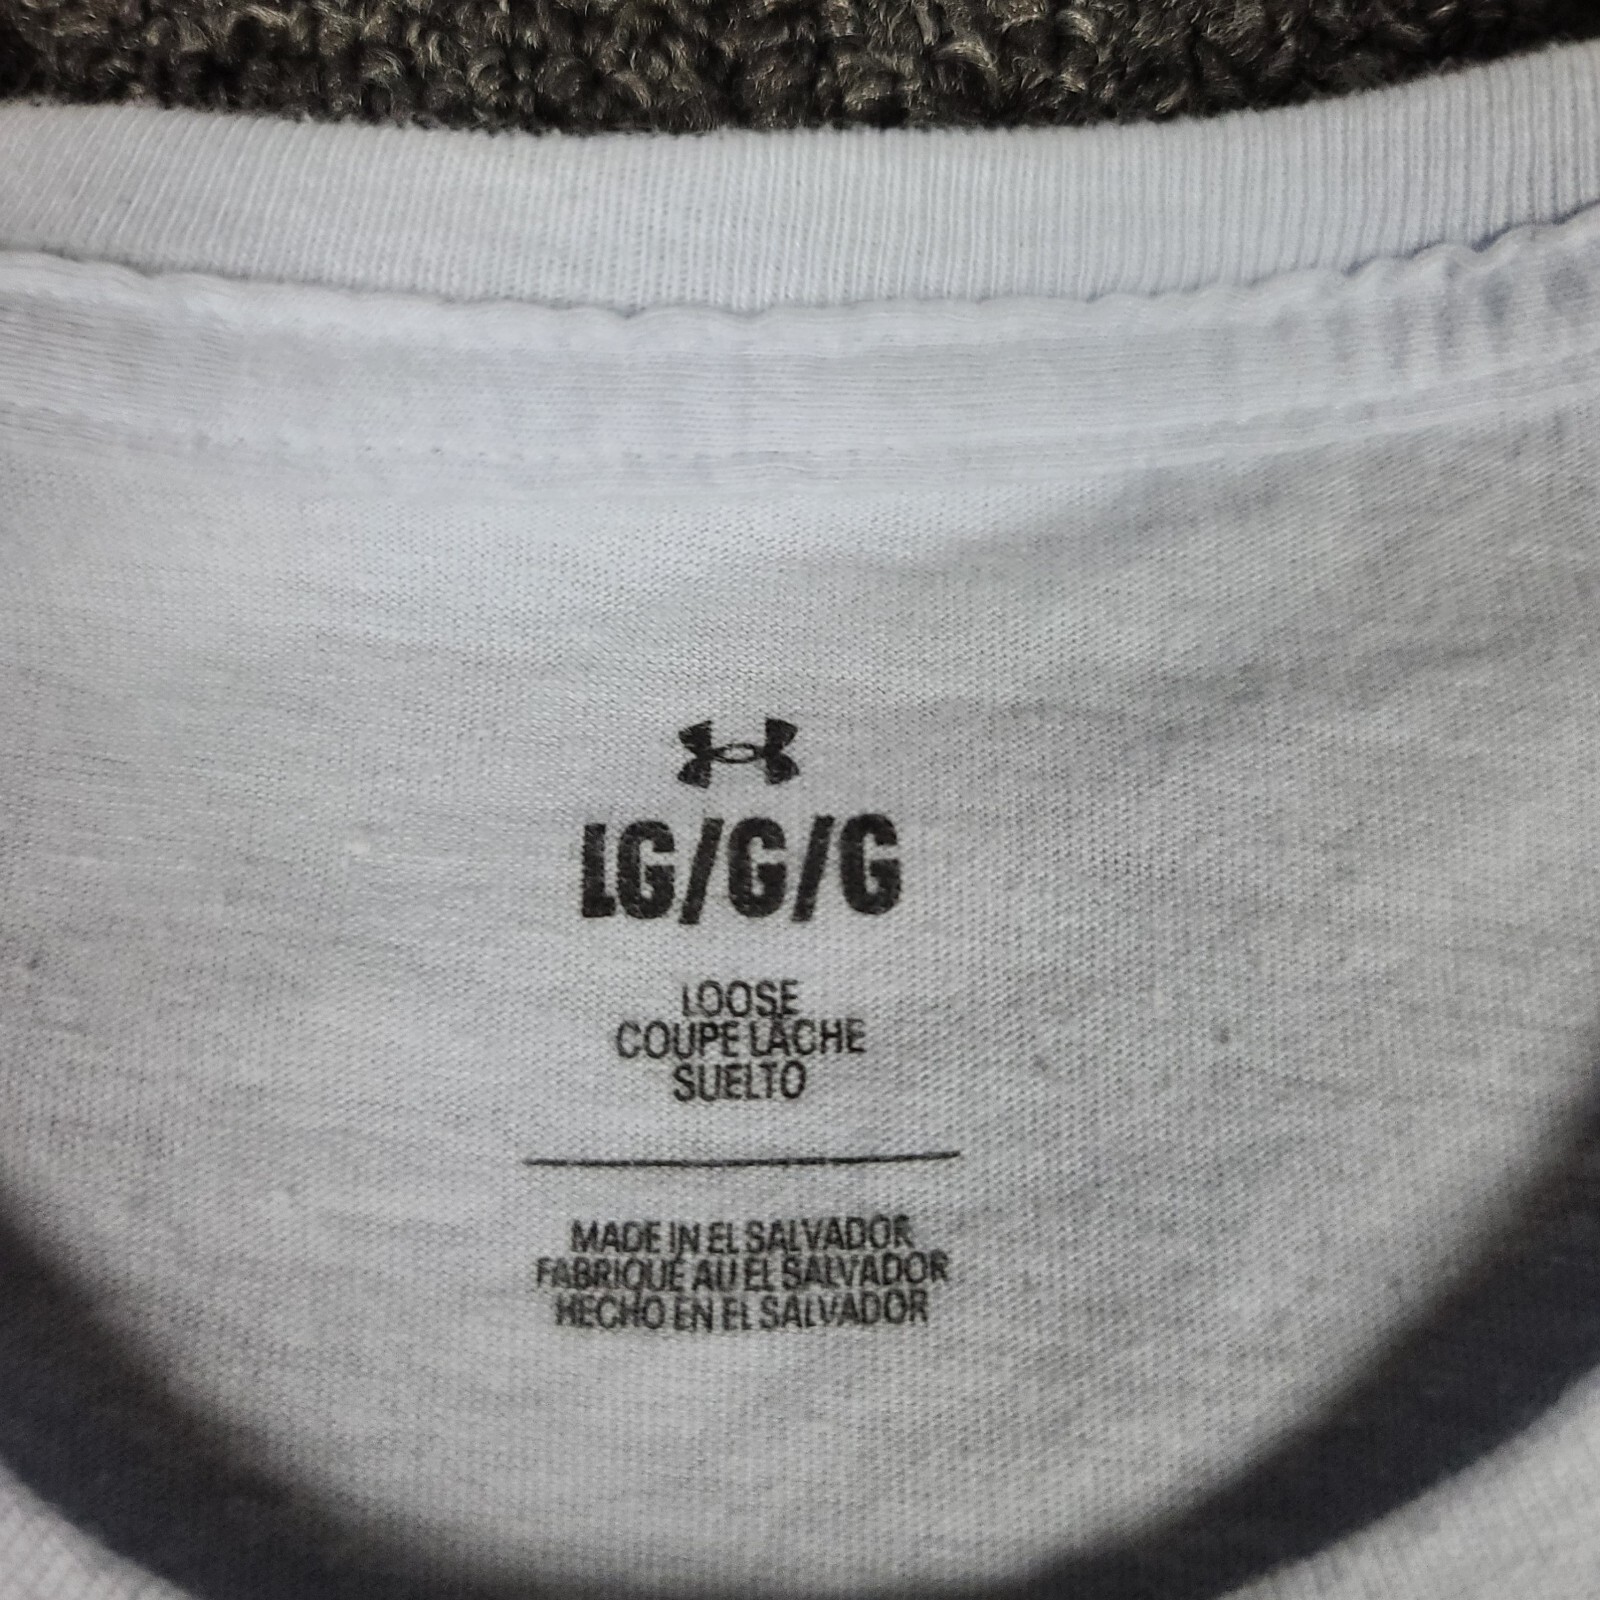 LG/G/G
LOOSE
COUPE LÂCHE
SUELTO
MADE IN EL SALVADOR
FABRIQUÉ AU EL SALVADOR
HECHO EN EL SALVADOR